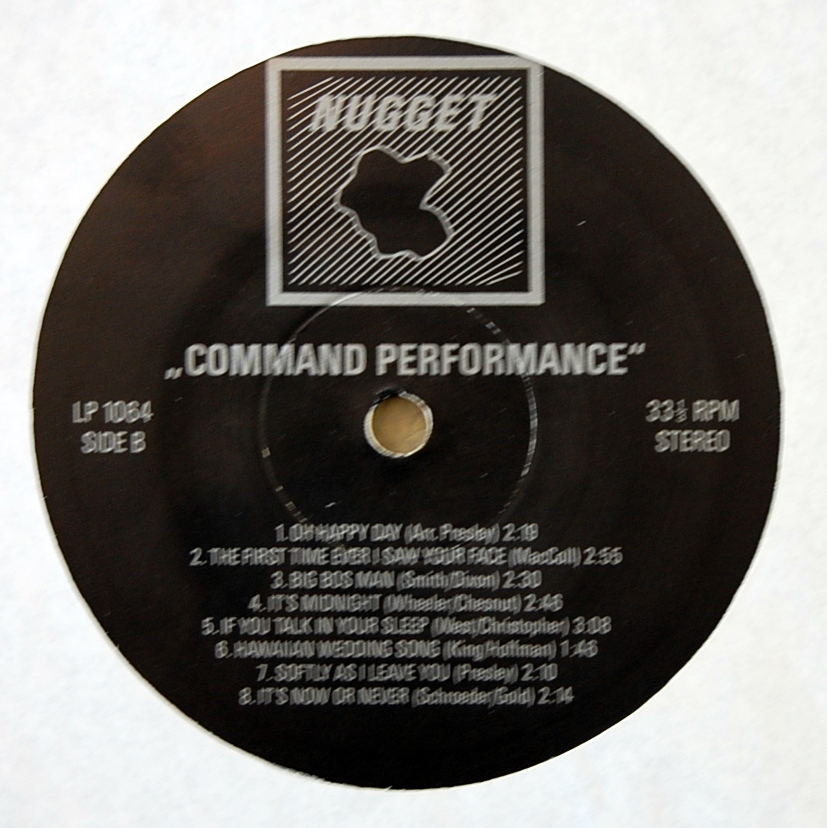 NUGGET
„COMMAND PERFORMANCE“
LP 1064
SIDE B
33⅓ RPM
STEREO
1. OH HAPPY DAY (Arr. Presley) 2:19
2. THE FIRST TIME EVER I SAW YOUR FACE (MacColl) 2:55
3. BIG BOS MAN (Smith/Dixon) 2:30
4. IT'S MIDNIGHT (Wheeler/Chesnut) 2:46
5. IF YOU TALK IN YOUR SLEEP (West/Christopher) 3:08
6. HAWAIIAN WEDDING SONG (King/Hoffman) 1:46
7. SOFTLY AS I LEAVE YOU (Presley) 2:10
8. IT'S NOW OR NEVER (Schroeder/Gold) 2:14